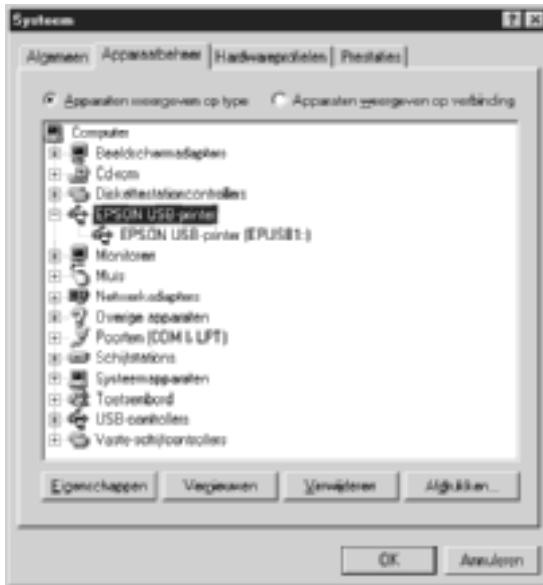 Systeem
Algemeen Apparaatbeheer Hardwareprofielen Prestaties
Apparaten weergeven op type Apparaten weergeven op verbinding
Computer
Beeldschermadapters
Cd-rom
Diskettestationcontrollers
EPSON USB-printer
EPSON USB-printer (EPUSB1:)
Monitoren
Muis
Netwerkadapters
Overige apparaten
Poorten (COM & LPT)
Schijfstations
Systeemapparaten
Toetsenbord
USB-controllers
Vaste-schijfcontrollers
Eigenschappen Vernieuwen Verwijderen Afdrukken...
OK Annuleren